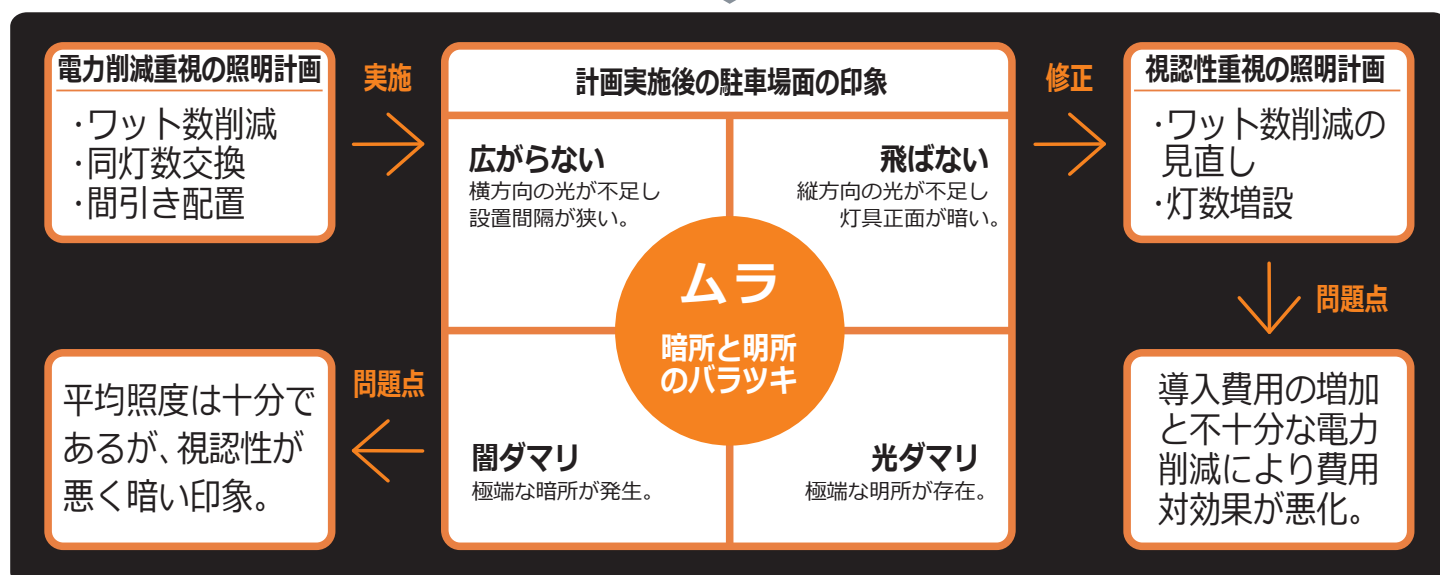 電力削減重視の照明計画
・ワット数削減
・同灯数交換
・間引き配置
実施
計画実施後の駐車場面の印象
広がらない
横方向の光が不足し
設置間隔が狭い。
飛ばない
縦方向の光が不足し
灯具正面が暗い。
ムラ
暗所と明所
のバラツキ
闇ダマリ
極端な暗所が発生。
光ダマリ
極端な明所が存在。
問題点
平均照度は十分で
あるが、視認性が
悪く暗い印象。
修正
視認性重視の照明計画
・ワット数削減の
見直し
・灯数増設
問題点
導入費用の増加
と不十分な電力
削減により費用
対効果が悪化。